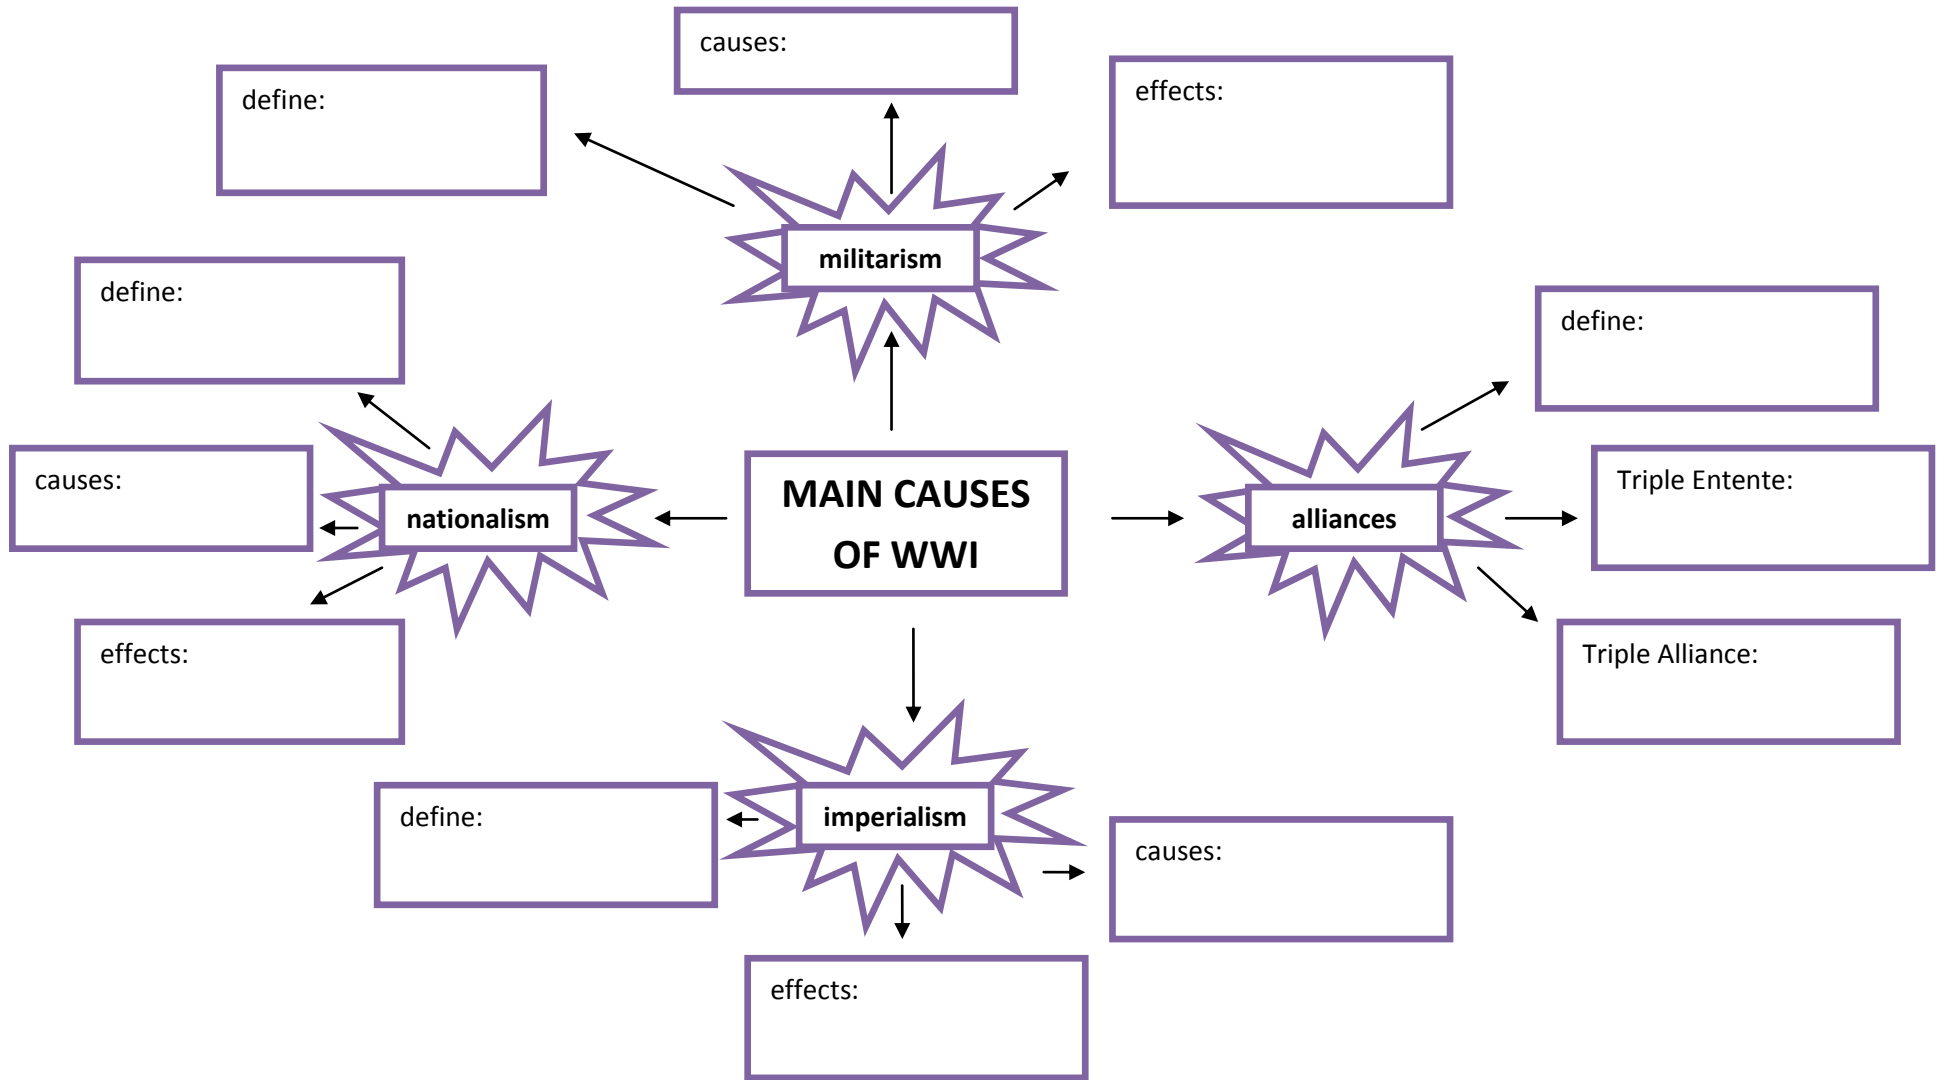 causes:
define:
effects:
militarism
define:
define:
nationalism
MAIN CAUSES
OF WWI
alliances
causes:
Triple Entente:
effects:
Triple Alliance:
define:
imperialism
causes:
effects: